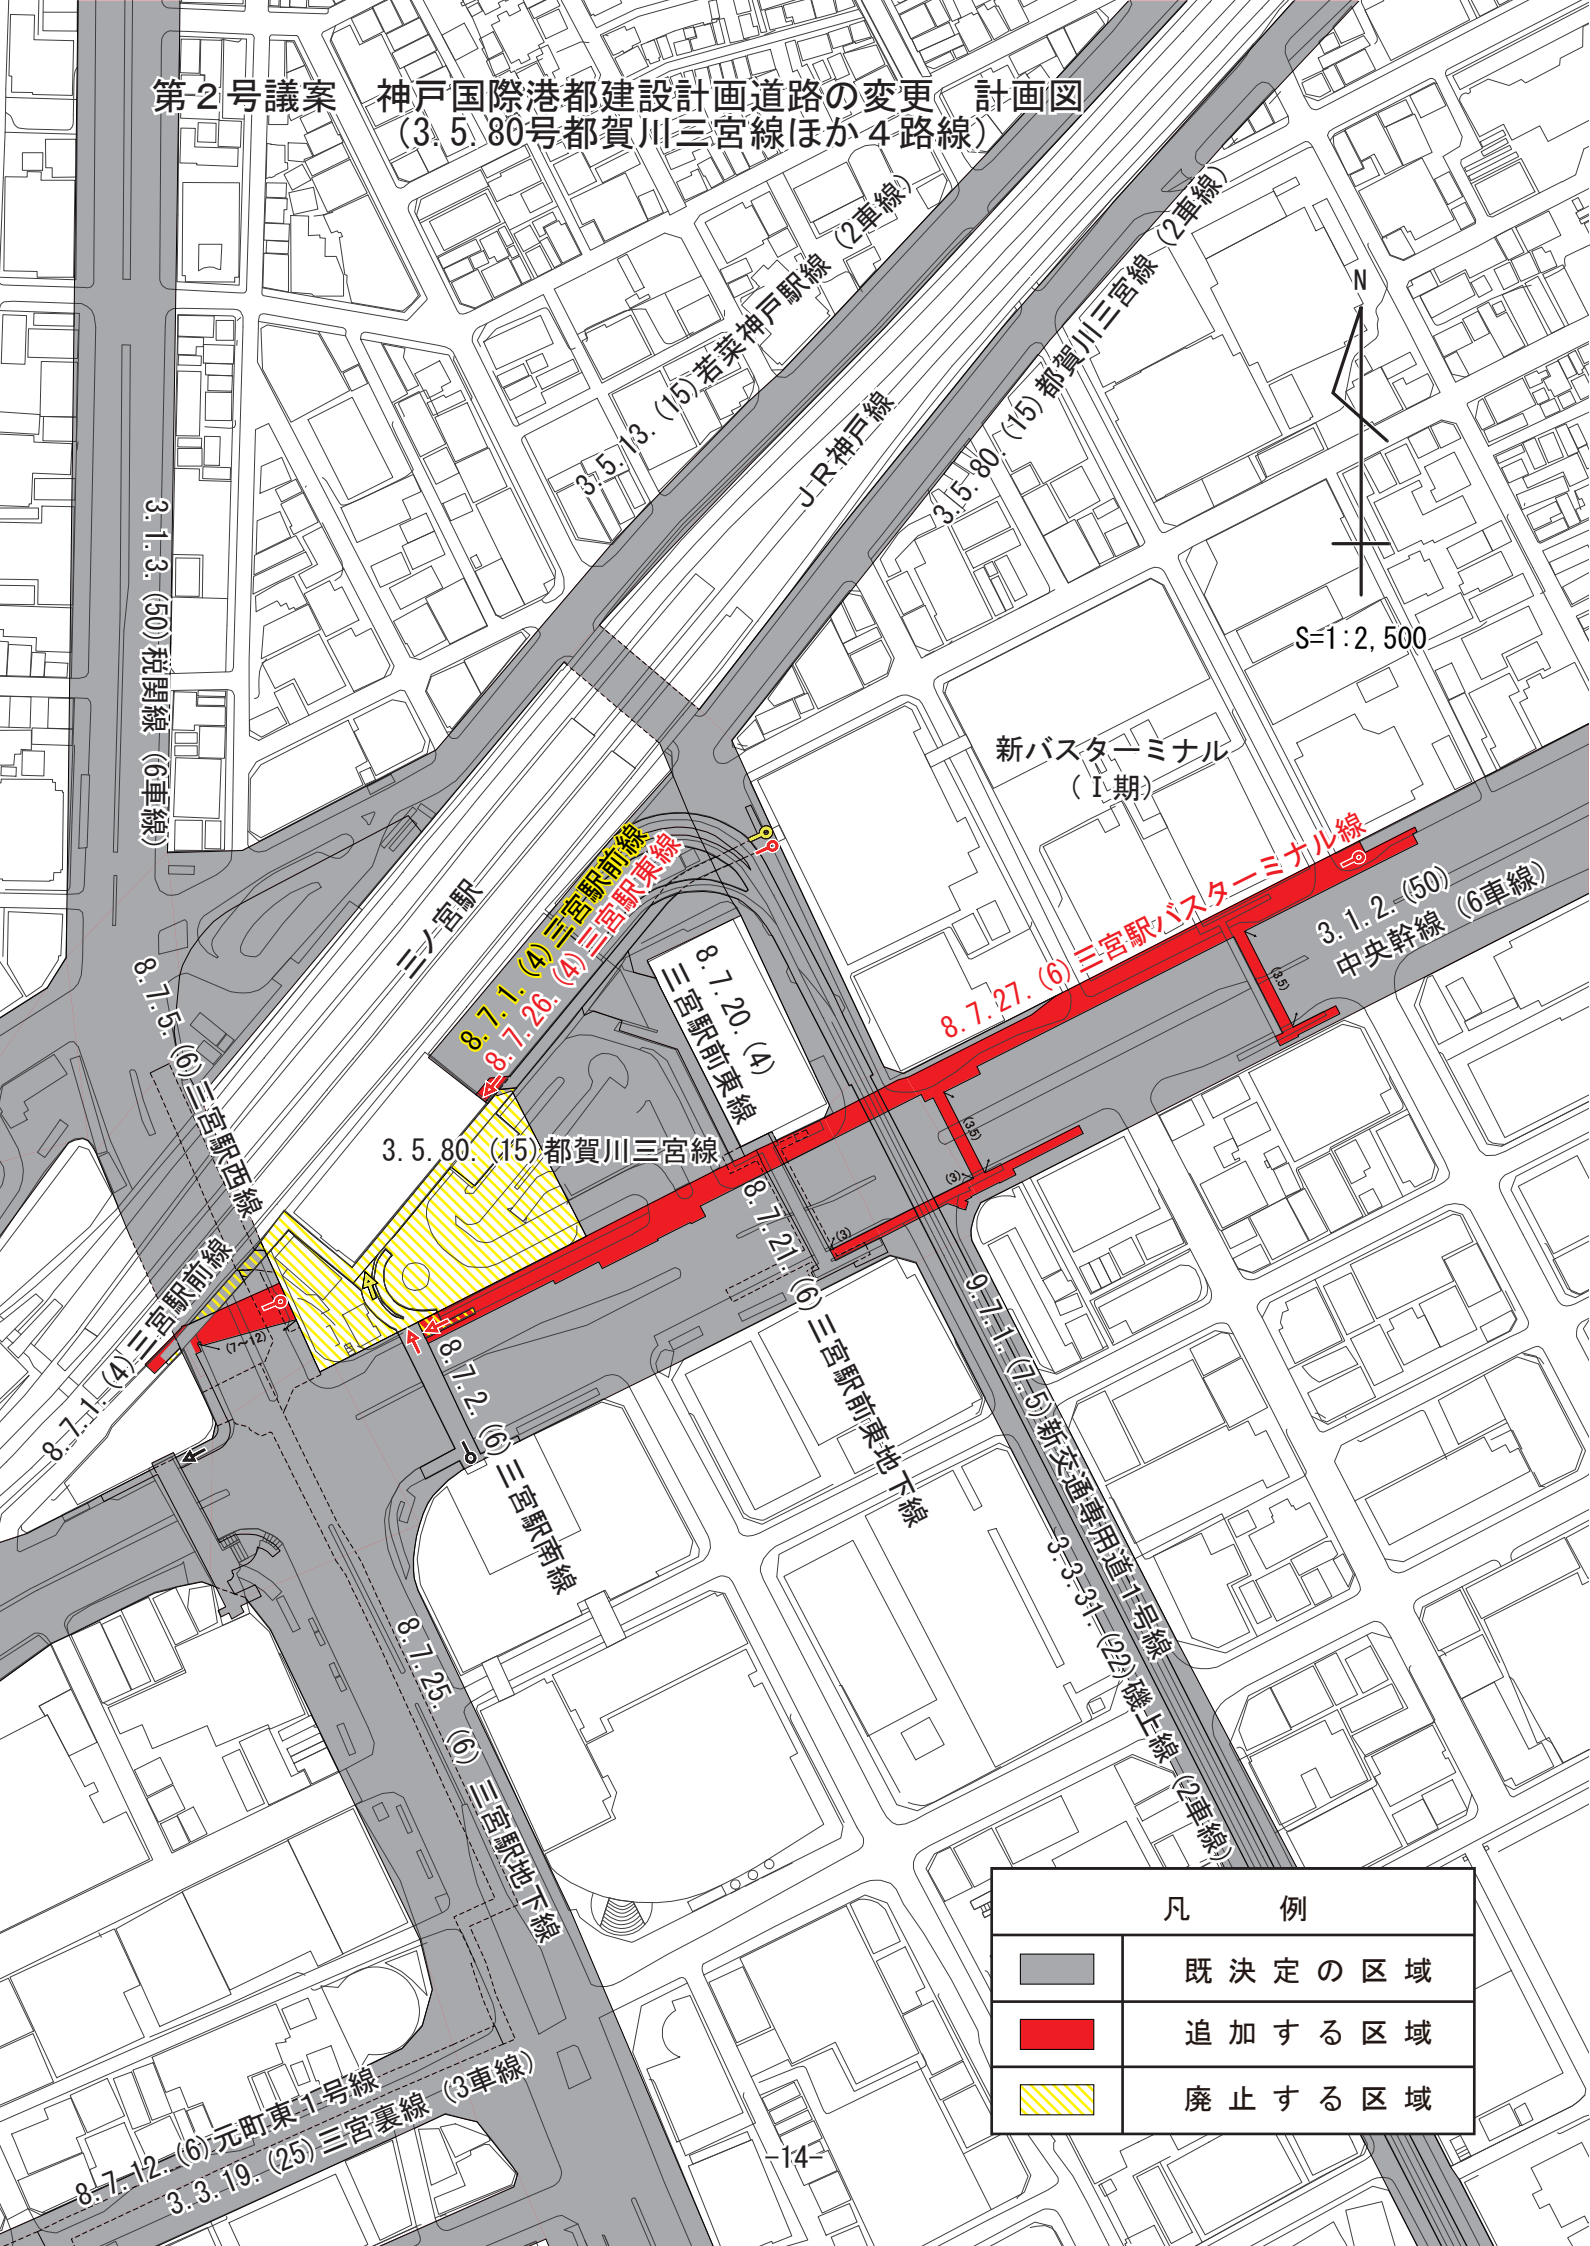 第2号議案　神戸国際港都建設計画道路の変更　計画図
（3.5.80号都賀川三宮線ほか４路線）
3.5.13.(15)若菜神戸駅線（2車線）
3.5.80.(15)都賀川三宮線（2車線）
N
JR神戸線
3.1.3.(50)税関線（6車線）
S=1:2,500
新バスターミナル
（Ⅰ期）
8.7.1.(4)三宮駅前線
8.7.26.(4)三宮駅東線
三ノ宮駅
8.7.27.(6)三宮駅バスターミナル線
3.1.2.(50)
中央幹線（6車線）
8.7.20.(4)
三宮駅前東線
8.7.5.(6)三宮駅西線
(3.5)
(3.5)
3.5.80.(15)都賀川三宮線
(3)
(3)
8.7.21.(6)三宮駅前東地下線
8.7.1.(4)三宮駅前線
(7～12)
8.7.2.(6)三宮駅南線
9.7.1.(7.5)新交通専用道1号線
3.3.31.(22)磯上線（2車線）
8.7.25.(6)三宮駅地下線
8.7.12.(6)元町東1号線
3.3.19.(25)三宮裏線（3車線）
凡　例
既決定の区域
追加する区域
廃止する区域
-14-